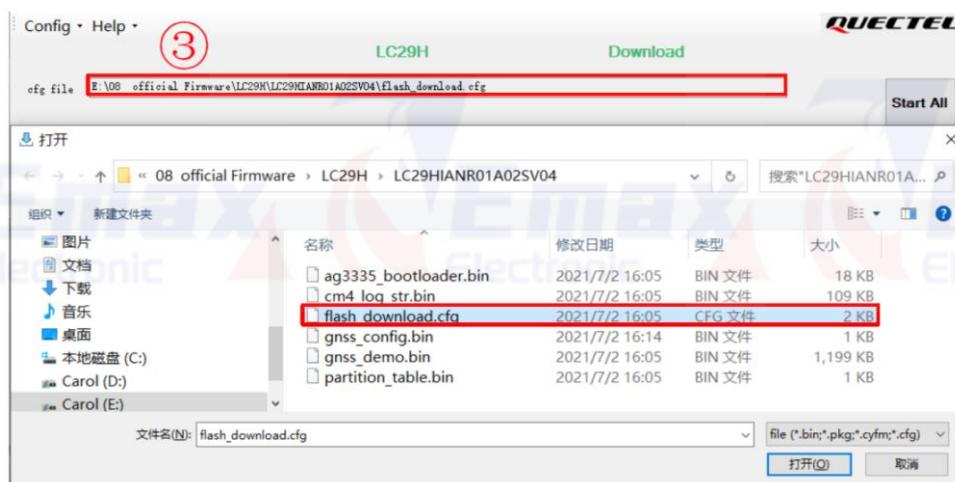 Config Help
QUECTEL
③
LC29H Download
cfg file E:\08 official Firmware\LC29H\LC29HIANR01A02SV04\flash_download.cfg
Start All
打开
« 08 official Firmware › LC29H › LC29HIANR01A02SV04
搜索"LC29HIANR01A...
组织 新建文件夹
图片
文档
下载
音乐
桌面
本地磁盘 (C:)
Carol (D:)
Carol (E:)
名称 修改日期 类型 大小
ag3335_bootloader.bin 2021/7/2 16:05 BIN 文件 18 KB
cm4_log_str.bin 2021/7/2 16:05 BIN 文件 109 KB
flash_download.cfg 2021/7/2 16:05 CFG 文件 2 KB
gnss_config.bin 2021/7/2 16:14 BIN 文件 1 KB
gnss_demo.bin 2021/7/2 16:05 BIN 文件 1,199 KB
partition_table.bin 2021/7/2 16:05 BIN 文件 1 KB
文件名(N): flash_download.cfg
file (*.bin;*.pkg;*.cyfm;*.cfg)
打开(O) 取消
Emax
Electronic